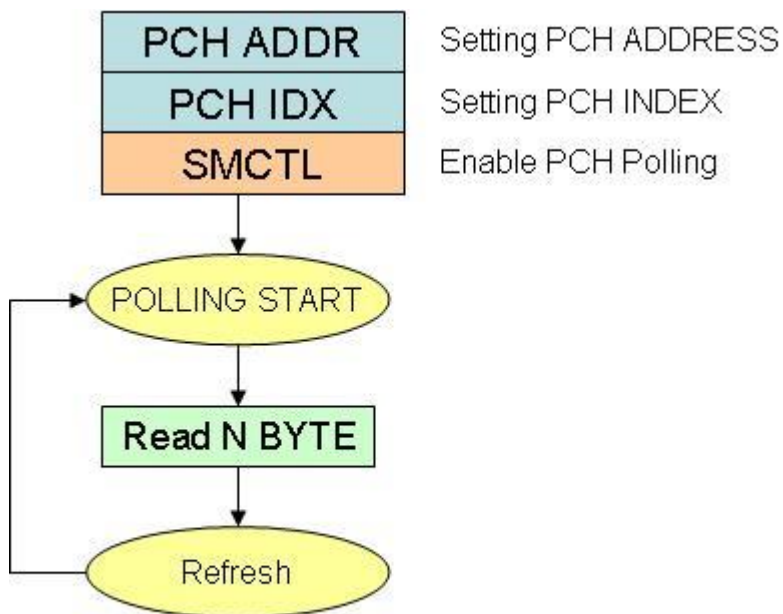 PCH ADDR Setting PCH ADDRESS
PCH IDX Setting PCH INDEX
SMCTL Enable PCH Polling
POLLING START
Read N BYTE
Refresh